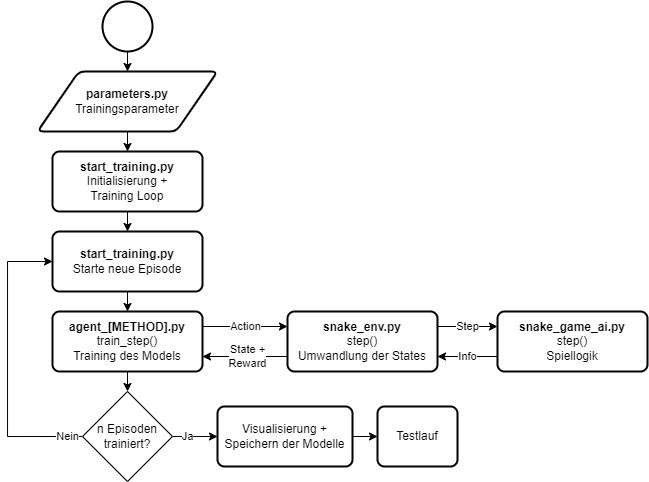 parameters.py
Trainingsparameter
start_training.py
Initialisierung +
Training Loop
start_training.py
Starte neue Episode
agent_[METHOD].py
train_step()
Training des Models
Action
State +
Reward
snake_env.py
step()
Umwandlung der States
Step
Info
snake_game_ai.py
step()
Spiellogik
Nein
n Episoden
trainiert?
Ja
Visualisierung +
Speichern der Modelle
Testlauf